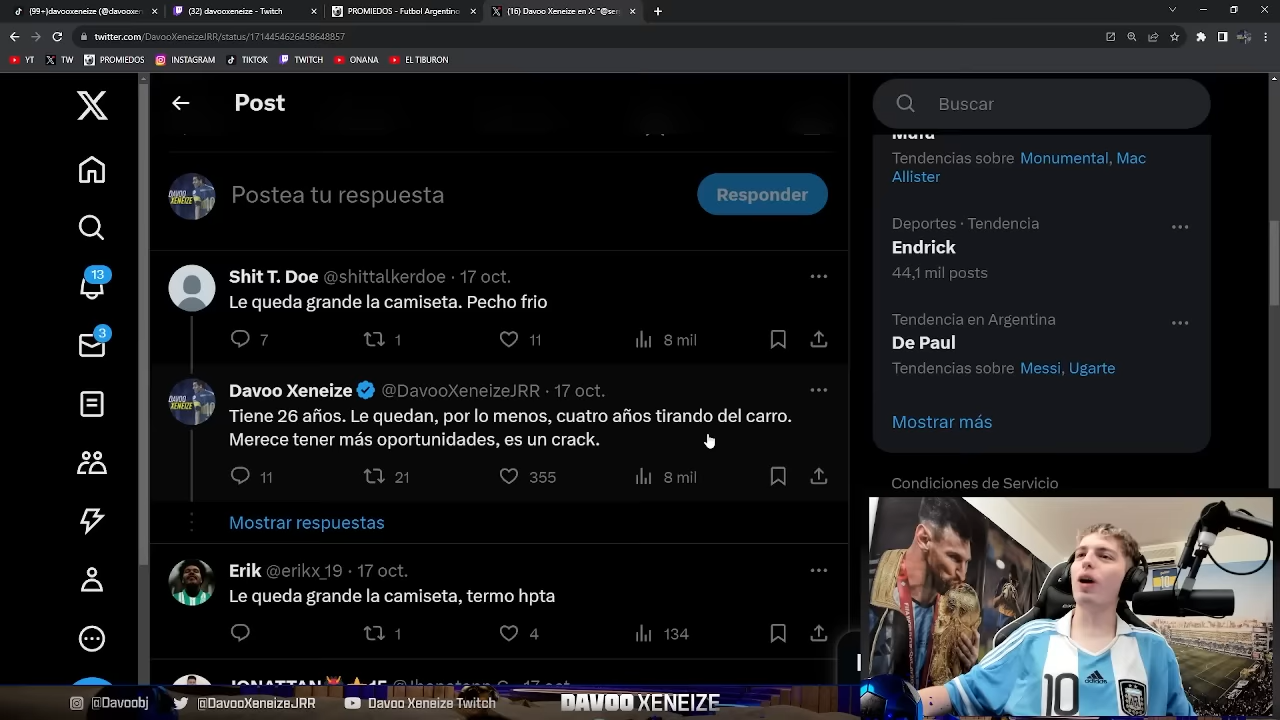 (99+)davooxeneize (@davooxen
(32) davooxeneize - Twitch
PROMIEDOS - Futbol Argentino
(16) Davoo Xeneize en X: "@ser
twitter.com/DavooXeneizeJRR/status/1714454626458648857
YT
TW
PROMIEDOS
INSTAGRAM
TIKTOK
TWITCH
ONANA
EL TIBURON
Post
Postea tu respuesta
Responder
Shit T. Doe @shittalkerdoe · 17 oct.
Le queda grande la camiseta. Pecho frio
7 1 11 8 mil
Davoo Xeneize @DavooXeneizeJRR · 17 oct.
Tiene 26 años. Le quedan, por lo menos, cuatro años tirando del carro.
Merece tener más oportunidades, es un crack.
11 21 355 8 mil
Mostrar respuestas
Erik @erikx_19 · 17 oct.
Le queda grande la camiseta, termo hpta
1 4 134
13
3
Buscar
Tendencias sobre Monumental, Mac
Allister
Deportes · Tendencia
Endrick
44,1 mil posts
Tendencia en Argentina
De Paul
Tendencias sobre Messi, Ugarte
Mostrar más
Condiciones de Servicio
10
adidas
@Davoobj
@DavooXeneizeJRR
Davoo Xeneize Twitch
DAVOO XENEIZE